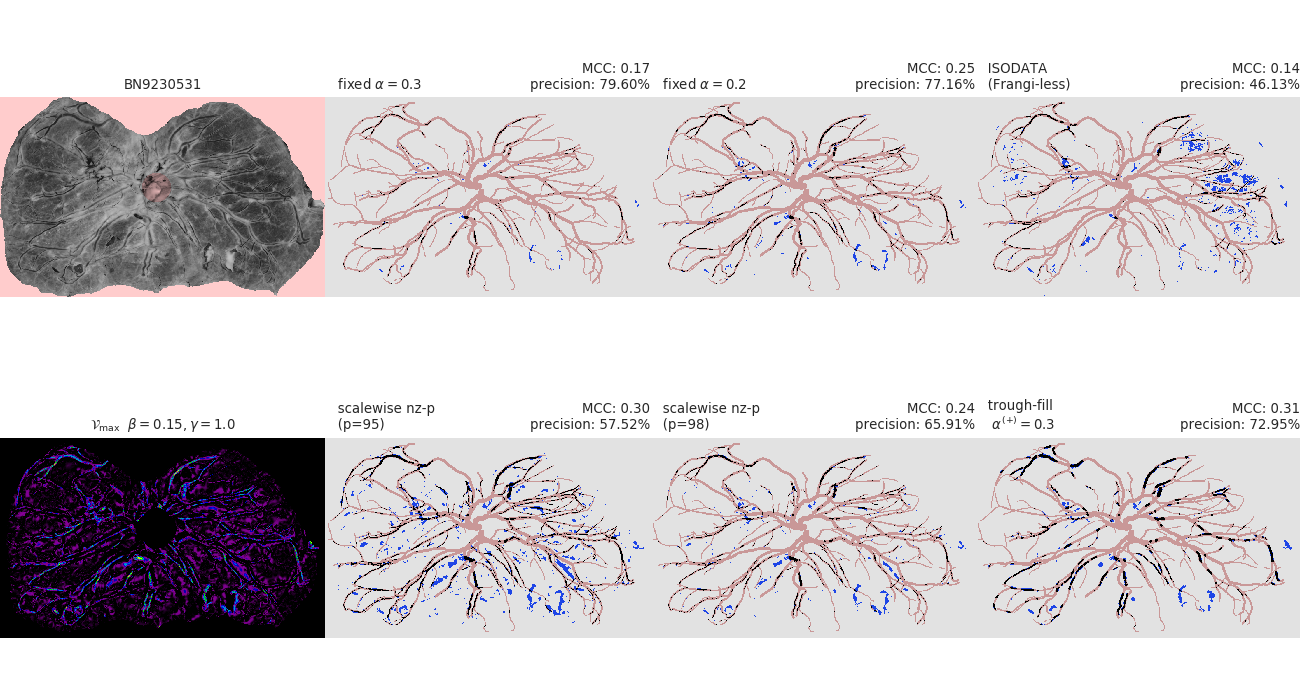 BN9230531
fixed α = 0.3
MCC: 0.17
precision: 79.60%
fixed α = 0.2
MCC: 0.25
precision: 77.16%
ISODATA
(Frangi-less)
MCC: 0.14
precision: 46.13%
𝒱max β = 0.15, γ = 1.0
scalewise nz-p
(p=95)
MCC: 0.30
precision: 57.52%
scalewise nz-p
(p=98)
MCC: 0.24
precision: 65.91%
trough-fill
α(+) = 0.3
MCC: 0.31
precision: 72.95%